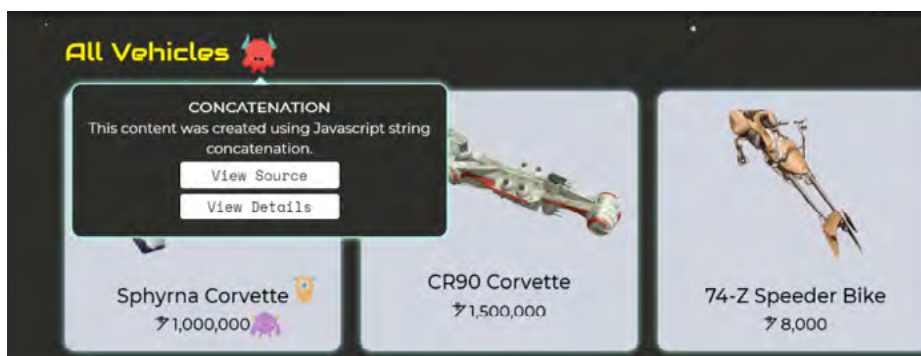 All Vehicles
CONCATENATION
This content was created using Javascript string
concatenation.
View Source
View Details
Sphyrna Corvette
1,000,000
CR90 Corvette
1,500,000
74-Z Speeder Bike
8,000